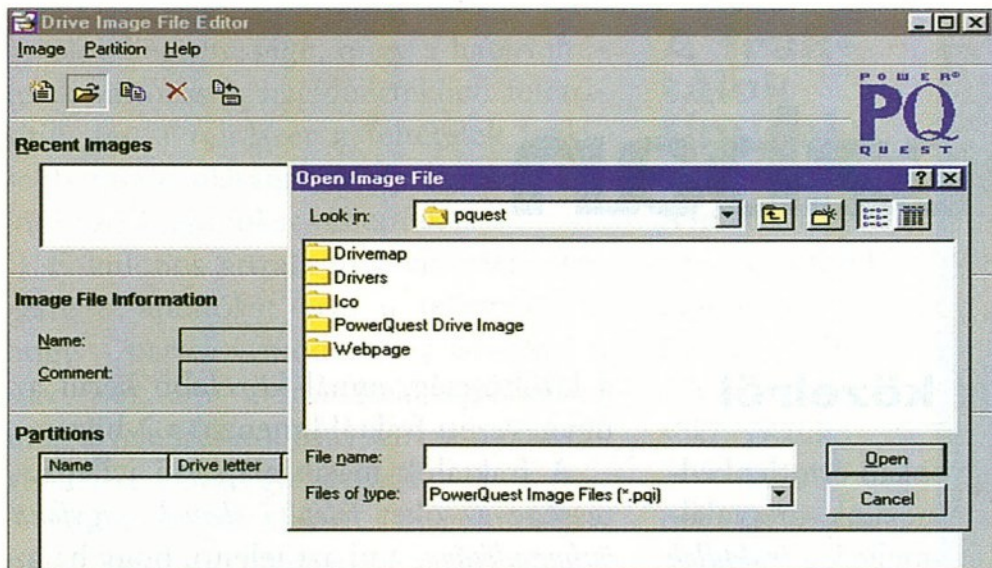 Drive Image File Editor
Image Partition Help
POWER®
PQ
QUEST
Recent Images
Open Image File
Look in: pquest
Drivemap
Drivers
Ico
PowerQuest Drive Image
Webpage
Image File Information
Name:
Comment:
Partitions
Name Drive letter
File name:
Open
Files of type: PowerQuest Image Files (*.pqi)
Cancel